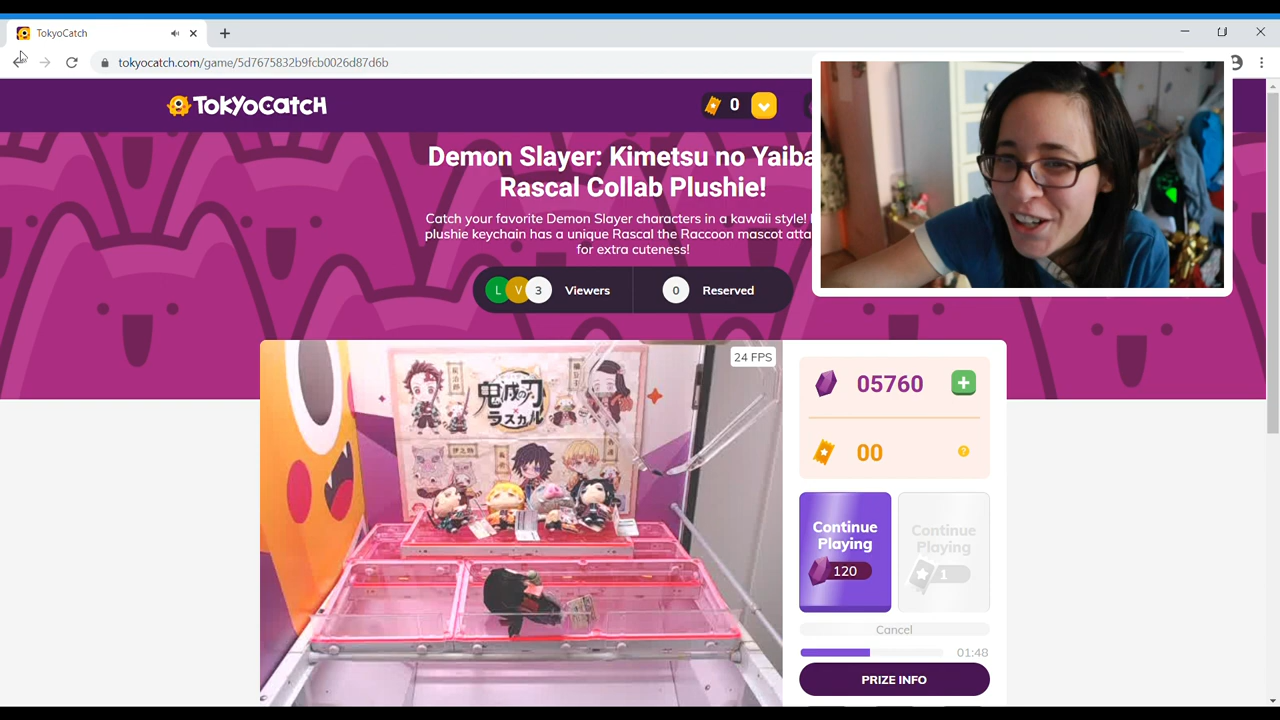 TokyoCatch
tokyocatch.com/game/5d7675832b9fcb0026d87d6b
TOKYOCATCH
0
Demon Slayer: Kimetsu no Yaiba
Rascal Collab Plushie!
Catch your favorite Demon Slayer characters in a kawaii style!
plushie keychain has a unique Rascal the Raccoon mascot atta
for extra cuteness!
L V 3 Viewers 0 Reserved
24 FPS
鬼滅の刃
ラスカル
05760
00
?
Continue
Playing
120
Continue
Playing
1
Cancel
01:48
PRIZE INFO